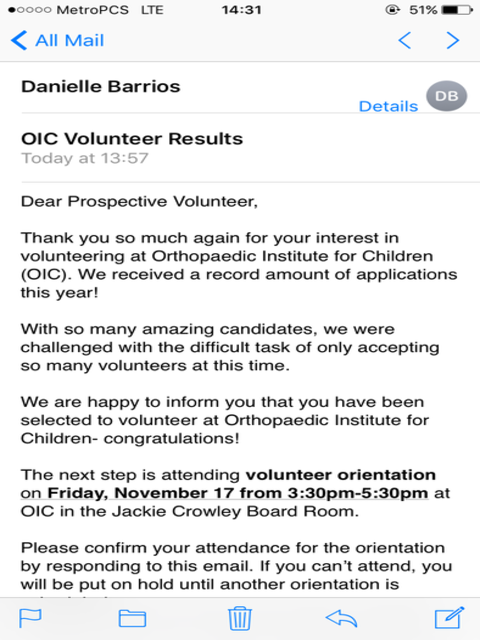 MetroPCS LTE 14:31 51%
All Mail
Danielle Barrios
DB
Details
OIC Volunteer Results
Today at 13:57
Dear Prospective Volunteer,
Thank you so much again for your interest in
volunteering at Orthopaedic Institute for Children
(OIC). We received a record amount of applications
this year!
With so many amazing candidates, we were
challenged with the difficult task of only accepting
so many volunteers at this time.
We are happy to inform you that you have been
selected to volunteer at Orthopaedic Institute for
Children- congratulations!
The next step is attending volunteer orientation
on Friday, November 17 from 3:30pm-5:30pm at
OIC in the Jackie Crowley Board Room.
Please confirm your attendance for the orientation
by responding to this email. If you can’t attend, you
will be put on hold until another orientation is